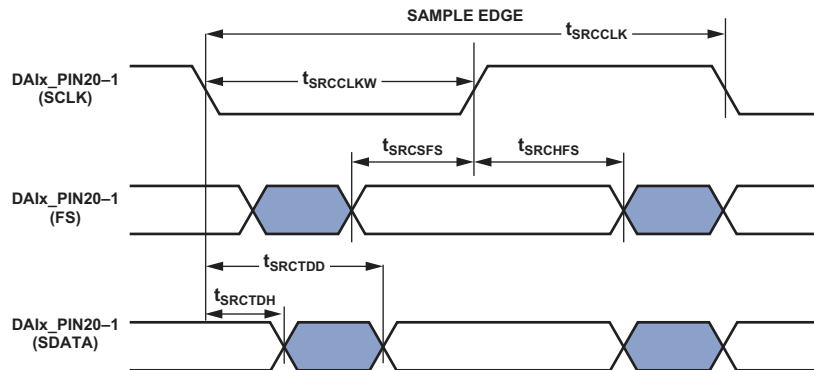 SAMPLE EDGE
tSRCCLK
DAIx_PIN20–1
(SCLK)
tSRCCLKW
tSRCSFS
tSRCHFS
DAIx_PIN20–1
(FS)
tSRCTDD
tSRCTDH
DAIx_PIN20–1
(SDATA)